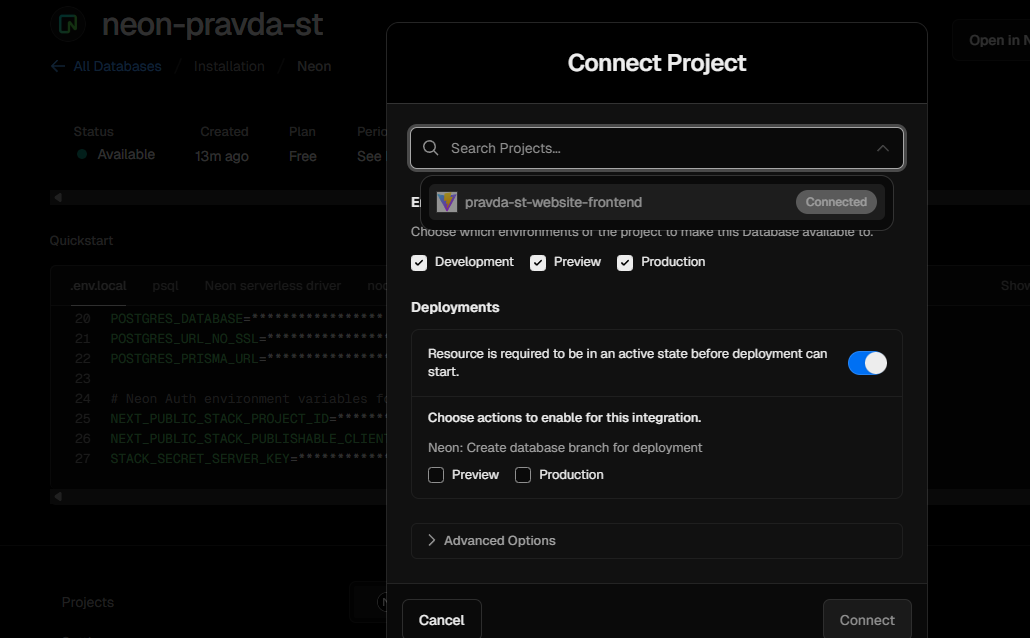 neon-pravda-st
Open in N
All Databases / Installation / Neon
Connect Project
Status Created Plan Perio
Available 13m ago Free See
Search Projects...
pravda-st-website-frontend Connected
Choose which environments of the project to make this Database available to.
Development Preview Production
Quickstart
.env.local psql Neon serverless driver Show
20 POSTGRES_DATABASE=*****************
21 POSTGRES_URL_NO_SSL=***************
22 POSTGRES_PRISMA_URL=***************
23
24 # Neon Auth environment variables fo
25 NEXT_PUBLIC_STACK_PROJECT_ID=*******
26 NEXT_PUBLIC_STACK_PUBLISHABLE_CLIENT
27 STACK_SECRET_SERVER_KEY=***********
Deployments
Resource is required to be in an active state before deployment can
start.
Choose actions to enable for this integration.
Neon: Create database branch for deployment
Preview Production
Advanced Options
Projects
Cancel Connect